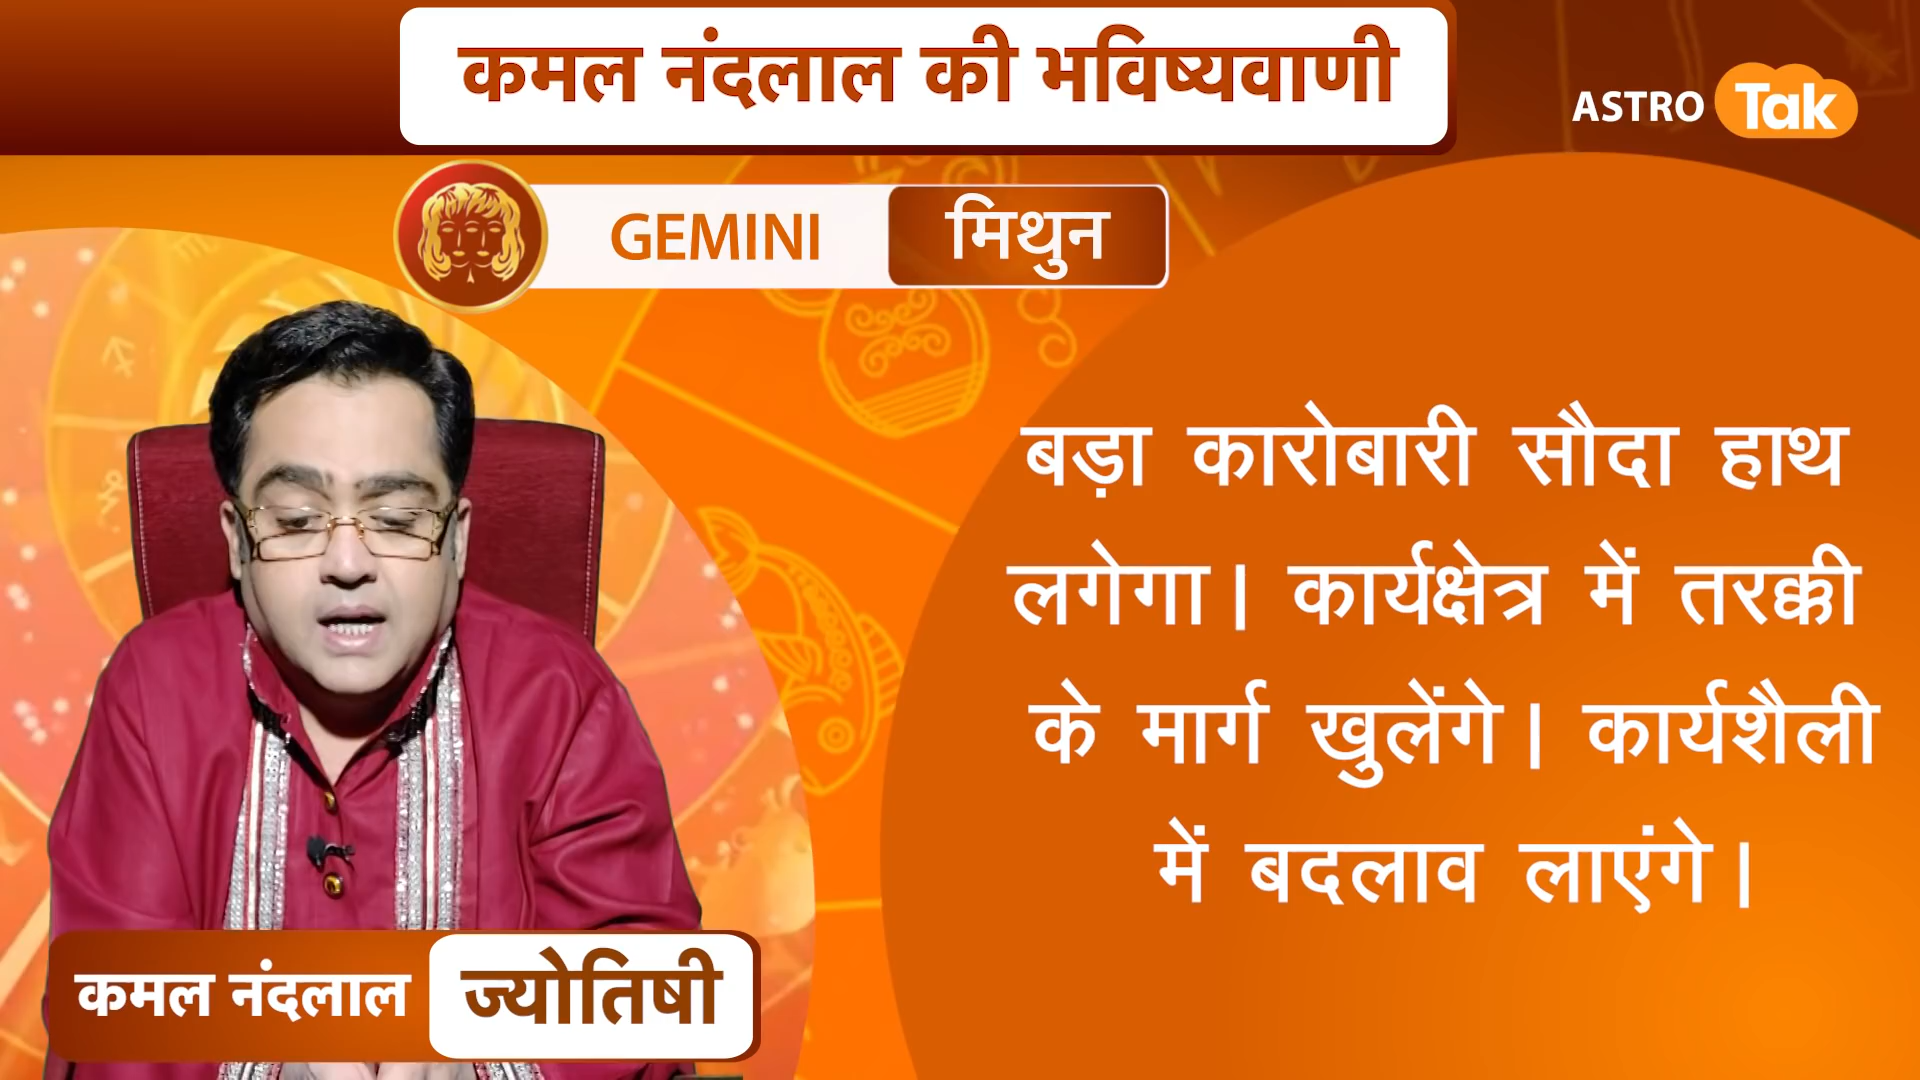 कमल नंदलाल की भविष्यवाणी
ASTRO Tak
GEMINI मिथुन
बड़ा कारोबारी सौदा हाथ
लगेगा। कार्यक्षेत्र में तरक्की
के मार्ग खुलेंगे। कार्यशैली
में बदलाव लाएंगे।
कमल नंदलाल ज्योतिषी